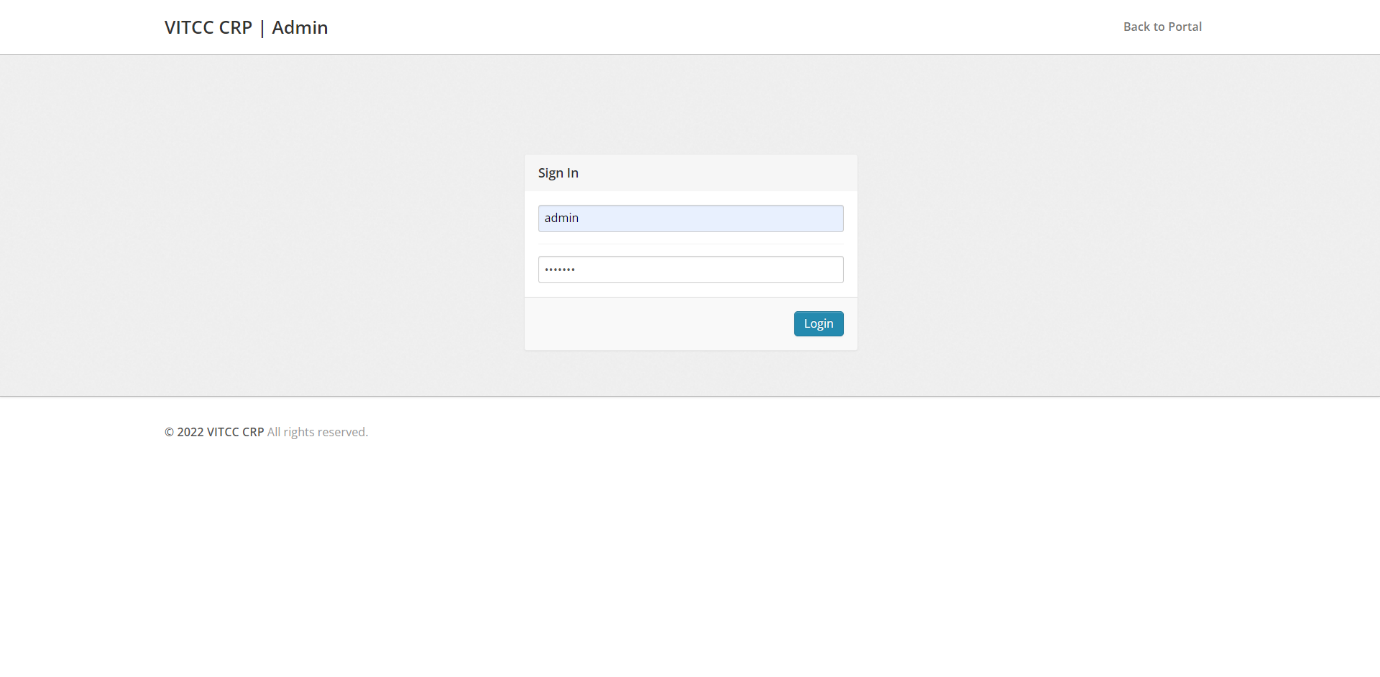 VITCC CRP | Admin
Back to Portal
Sign In
admin
•••••••
Login
© 2022 VITCC CRP All rights reserved.